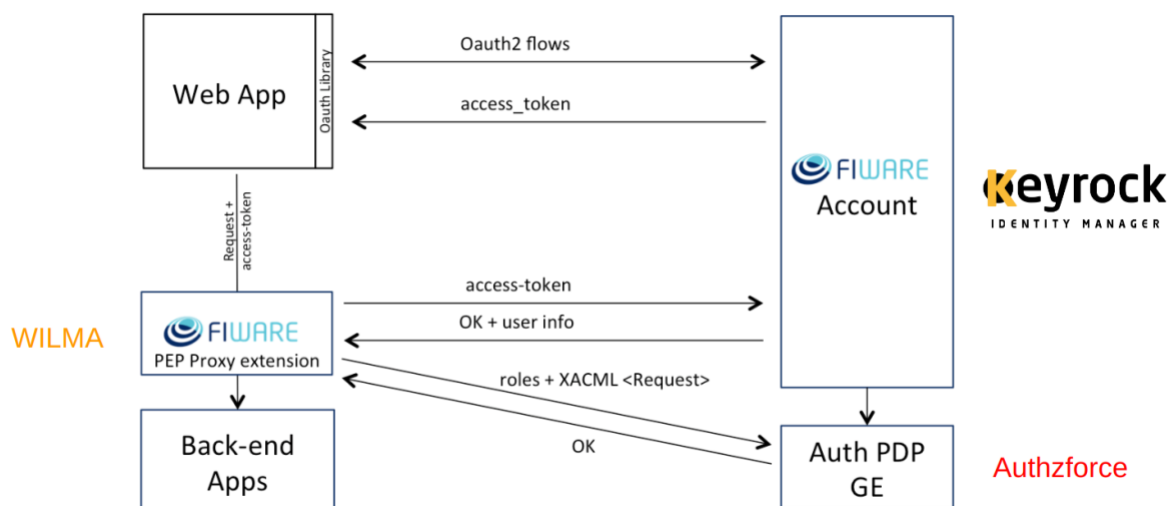 Oauth2 flows
Web App
Oauth Library
access_token
FIWARE
Account
Keyrock
IDENTITY MANAGER
Request +
access-token
access-token
OK + user info
WILMA
FIWARE
PEP Proxy extension
roles + XACML <Request>
OK
Back-end
Apps
Auth PDP
GE
Authzforce